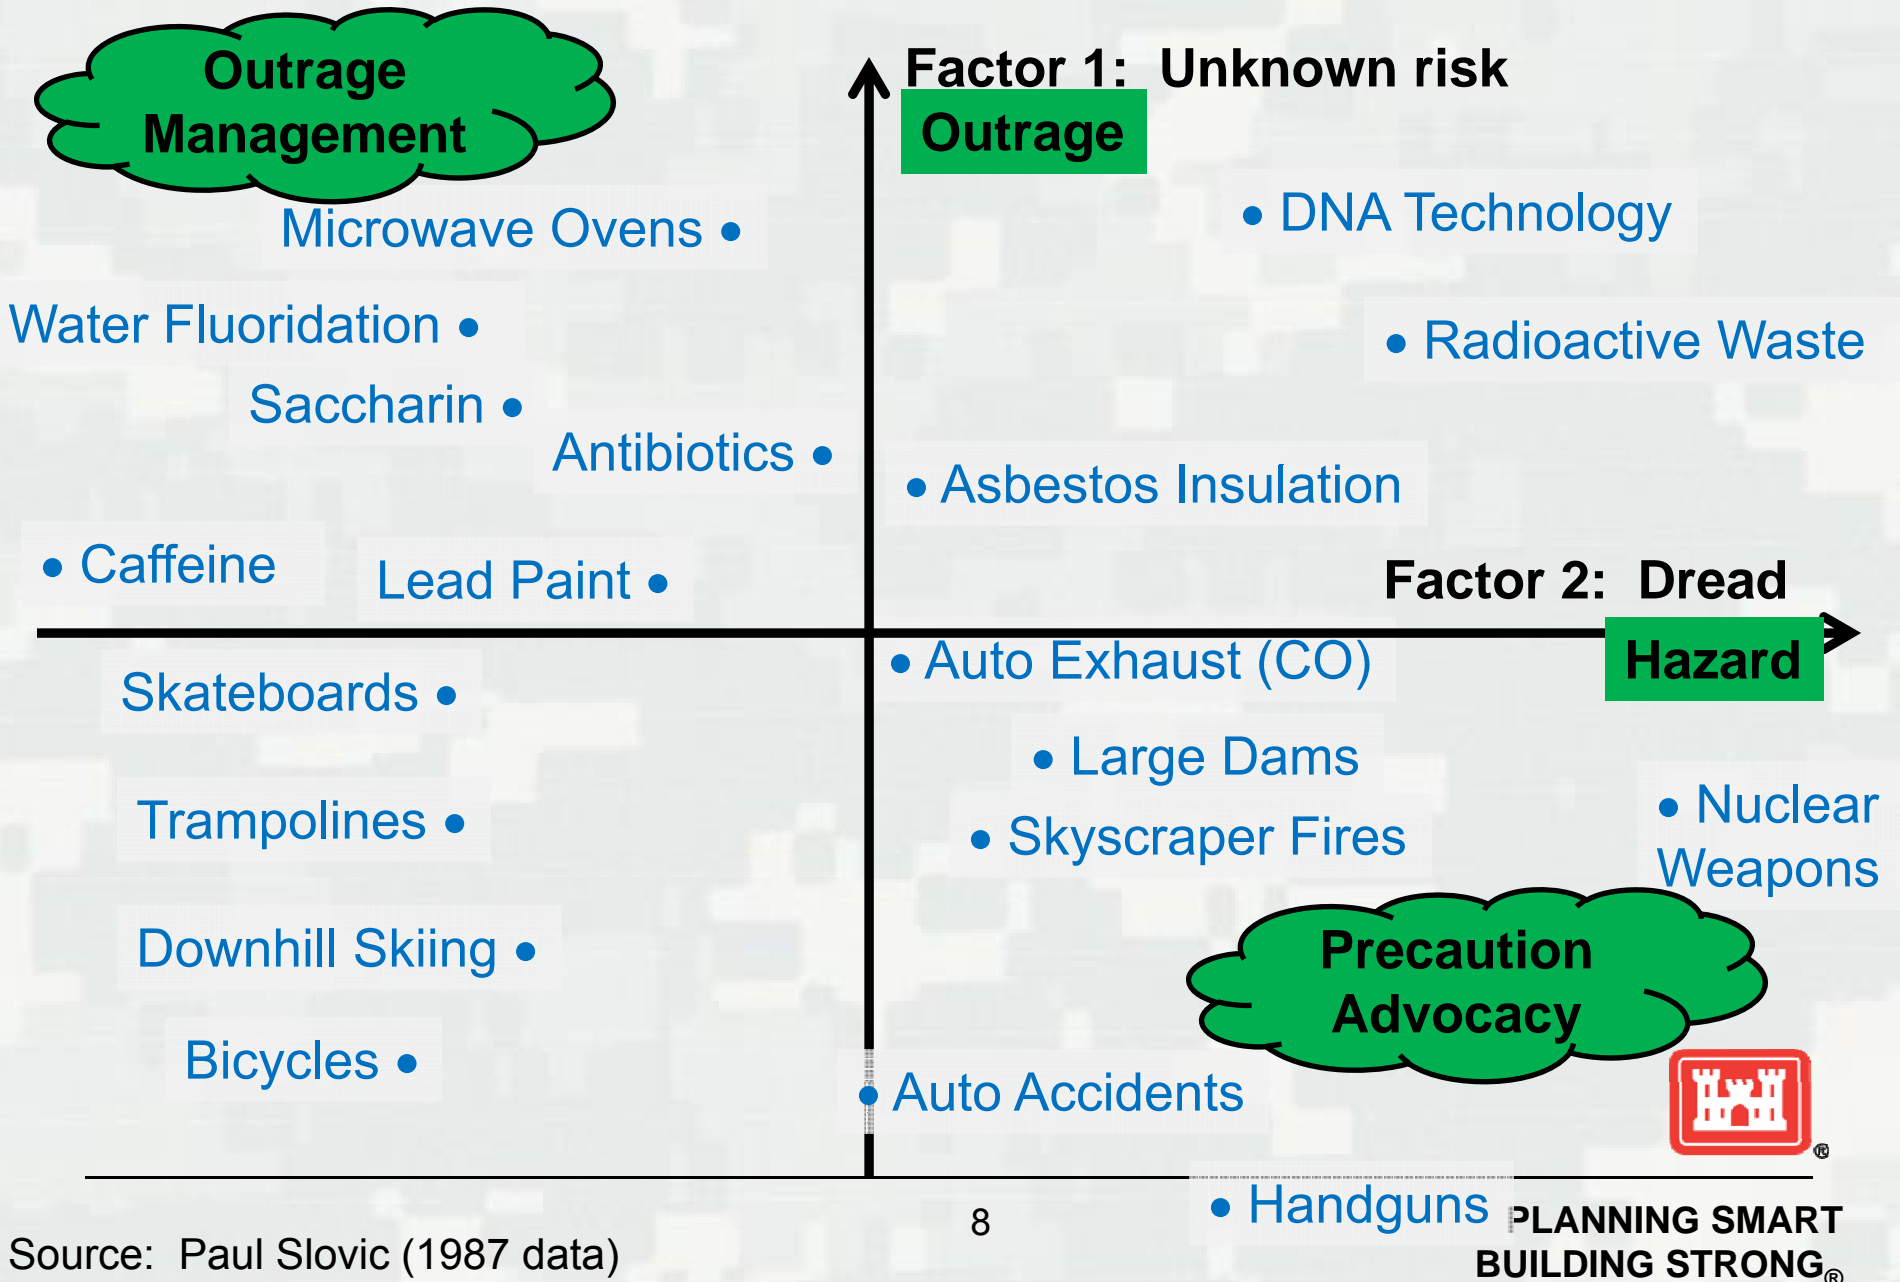 Outrage
Management
Factor 1: Unknown risk
Outrage
Microwave Ovens •
• DNA Technology
Water Fluoridation •
• Radioactive Waste
Saccharin •
Antibiotics •
• Asbestos Insulation
• Caffeine
Lead Paint •
Factor 2: Dread
Hazard
Skateboards •
• Auto Exhaust (CO)
• Large Dams
Trampolines •
• Skyscraper Fires
• Nuclear
Weapons
Downhill Skiing •
Precaution
Advocacy
Bicycles •
• Auto Accidents
®
• Handguns
8
Source: Paul Slovic (1987 data)
PLANNING SMART
BUILDING STRONG®